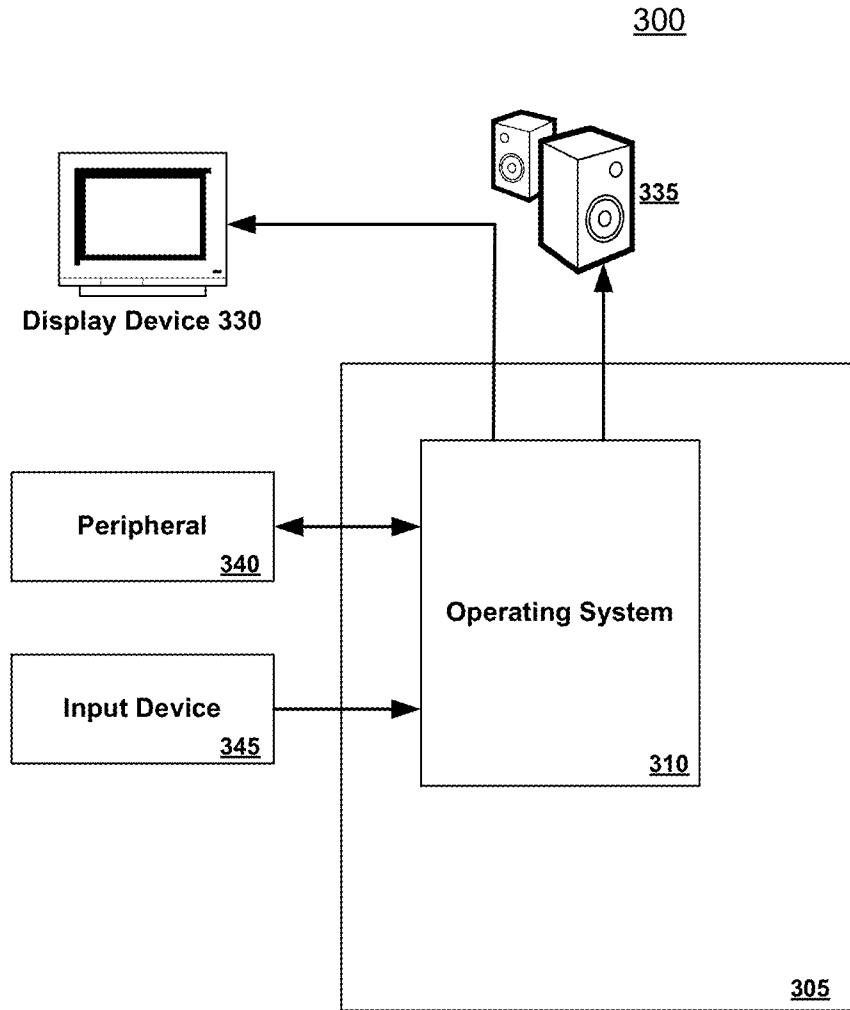 300
335
Display Device 330
Peripheral
340
Operating System
Input Device
345
310
305